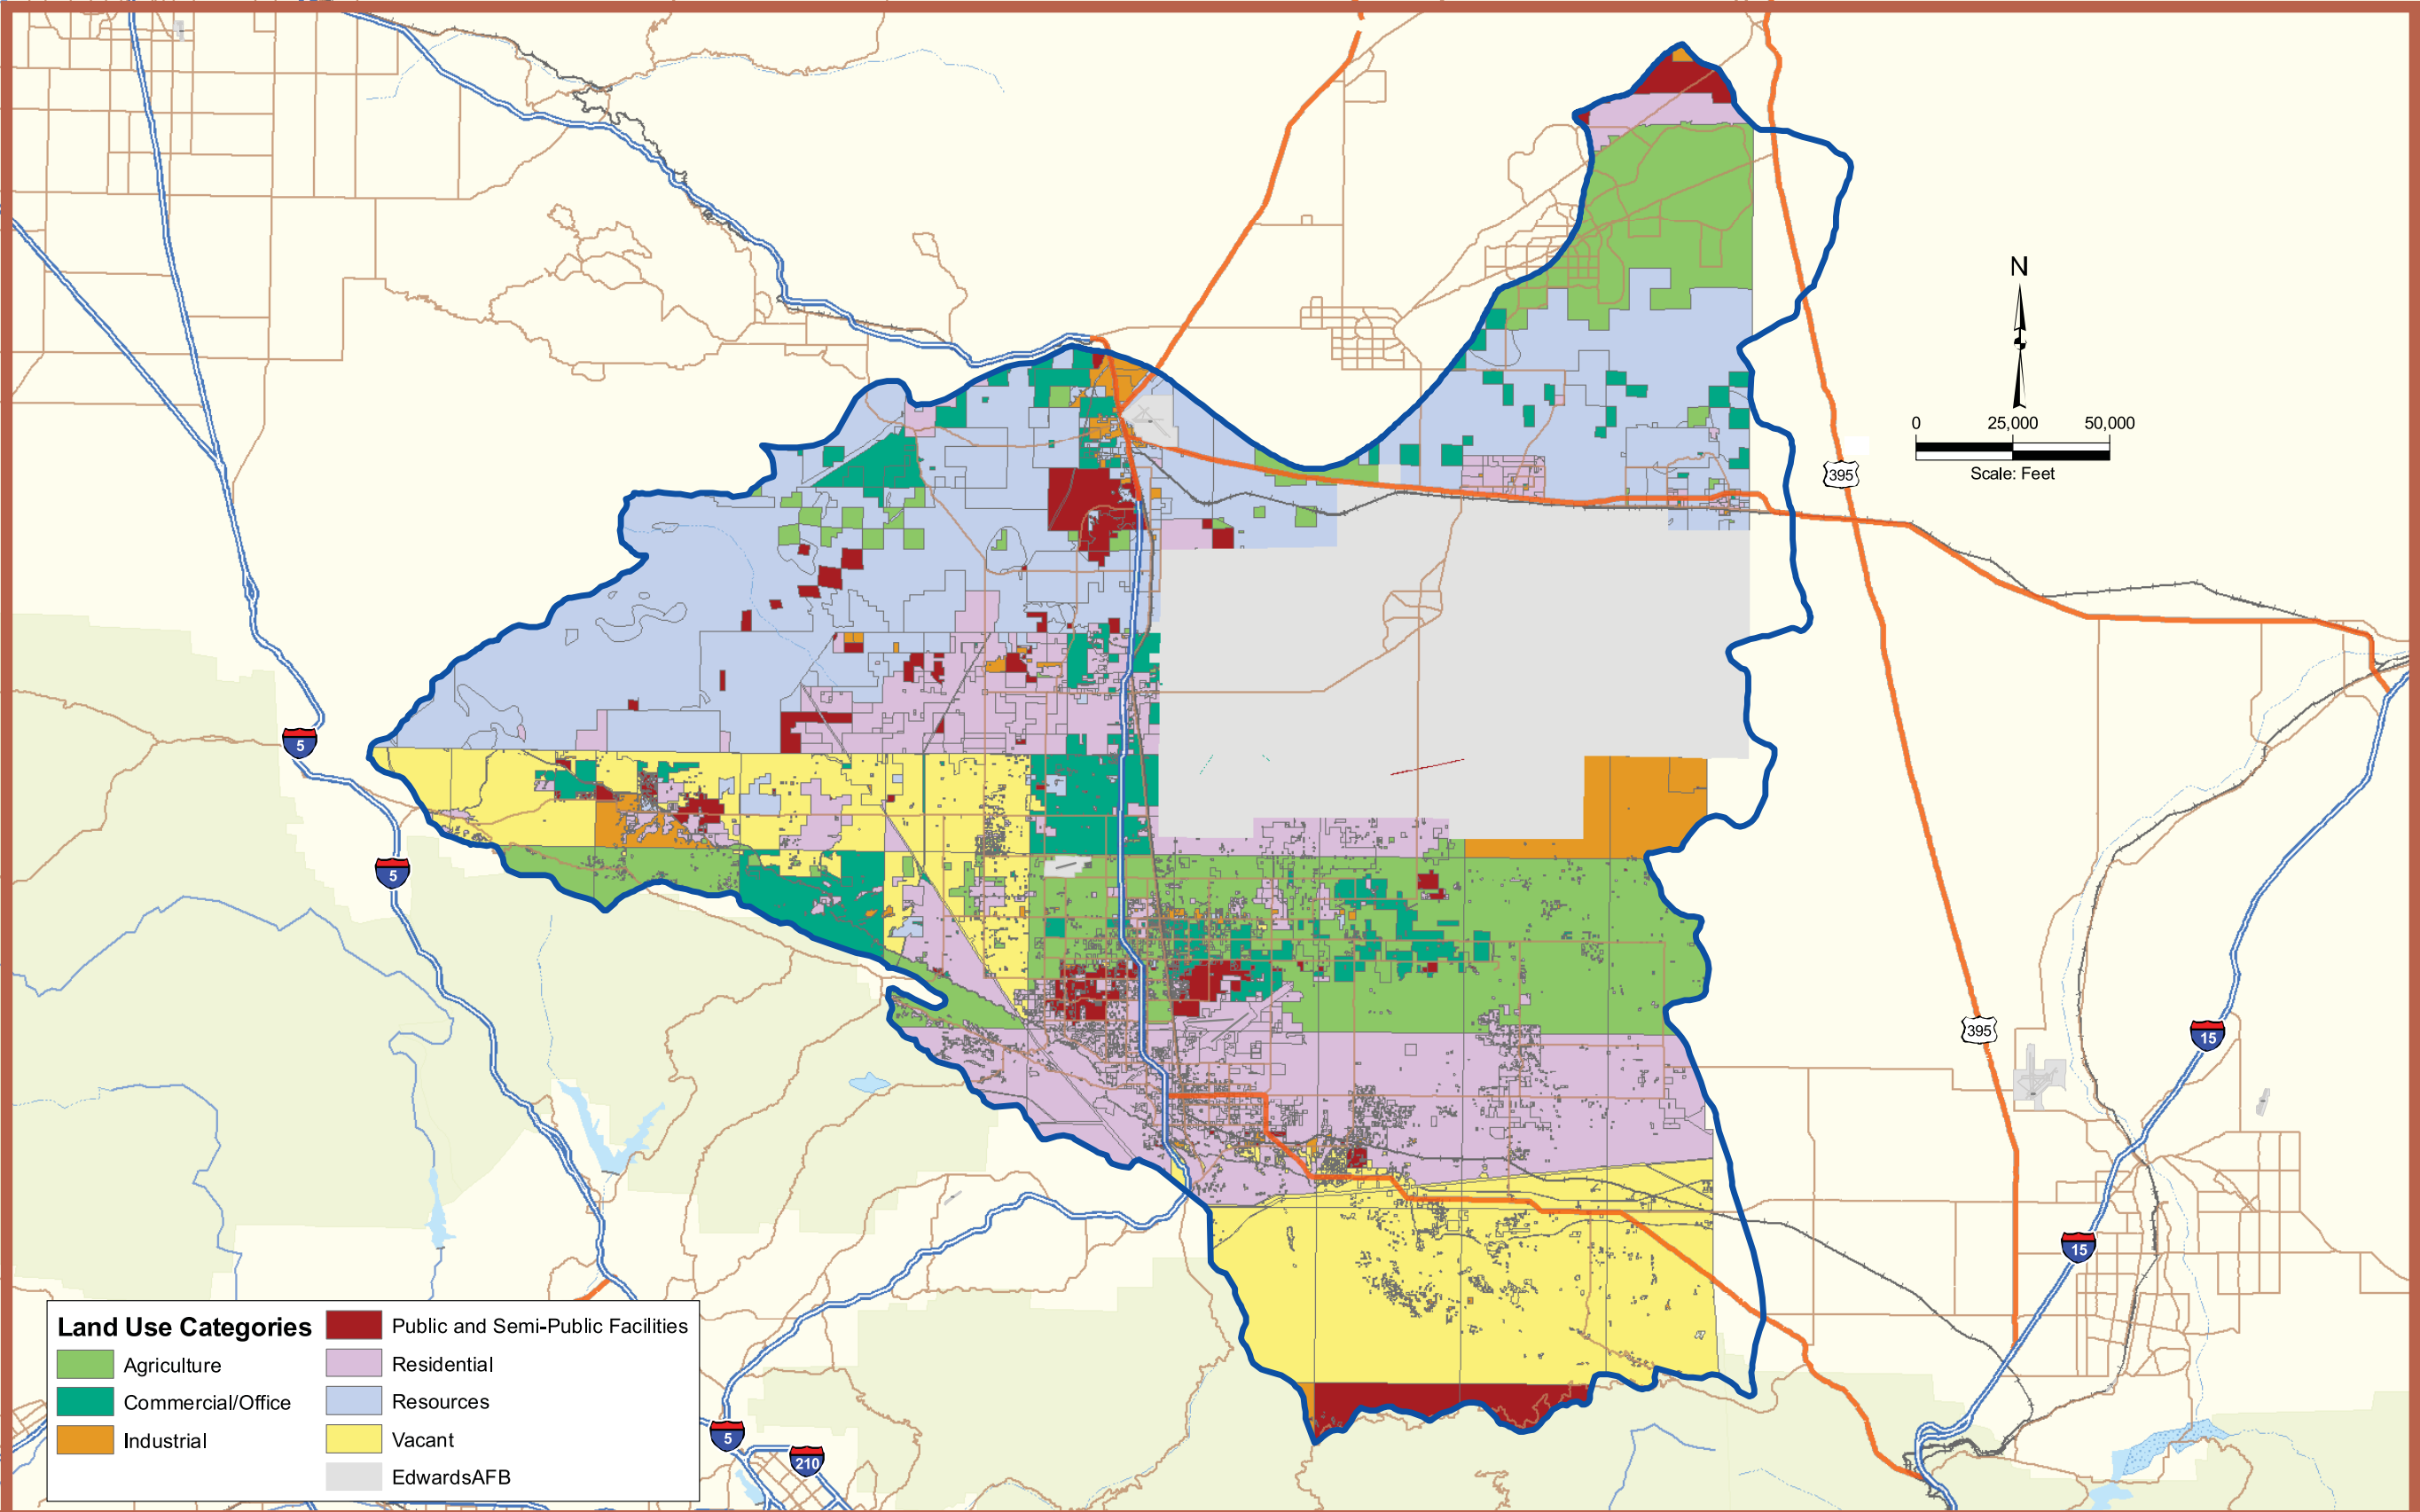 N
0 25,000 50,000
Scale: Feet
395
5
5
395
15
15
5
210
Land Use Categories
Agriculture
Commercial/Office
Industrial
Public and Semi-Public Facilities
Residential
Resources
Vacant
EdwardsAFB